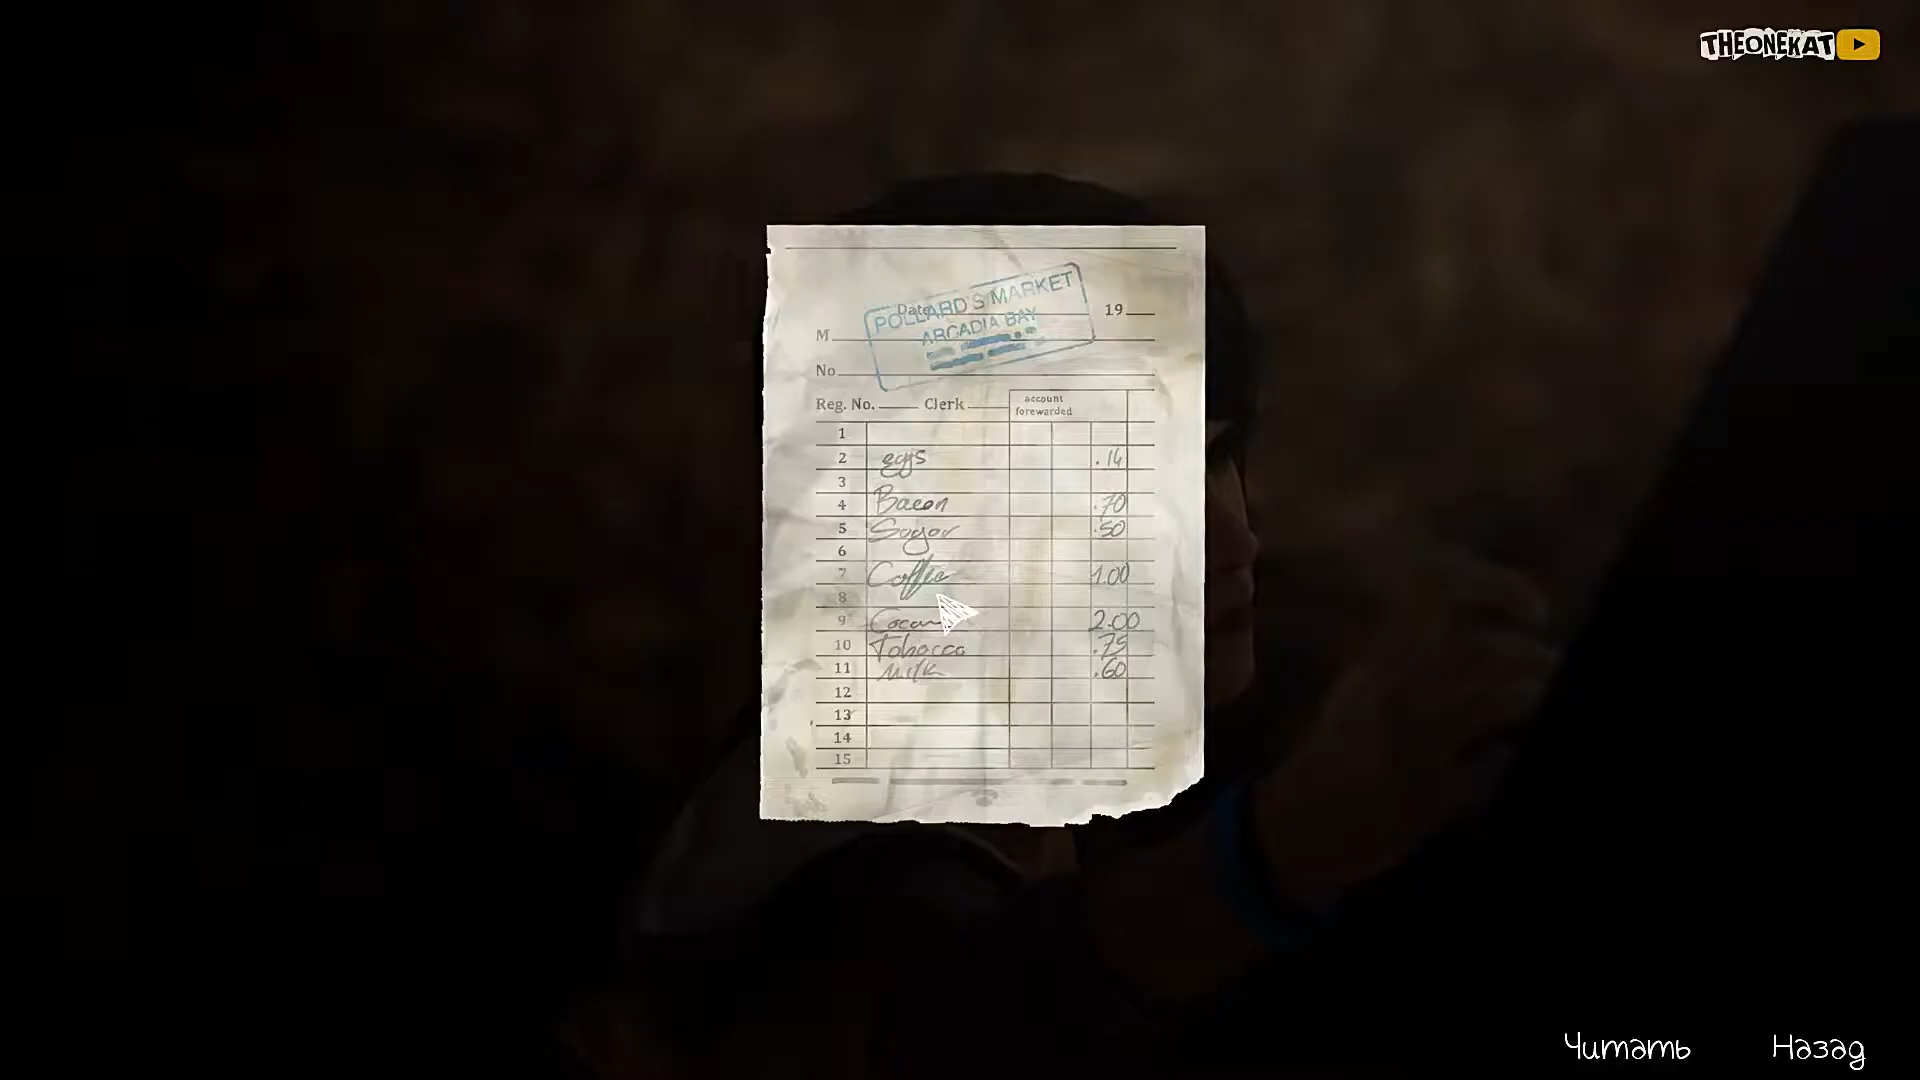 THEONEKAT
POLLARD'S MARKET
ARCADIA BAY
Date 19
M
No
Reg. No. Clerk
account
forewarded
1
2 eggs .14
3
4 Bacon .70
5 Sugar .50
6
7 Coffee 1.00
8
9 2.00
10 Tobacco .75
11 Milk .60
12
13
14
15
Читать Назад